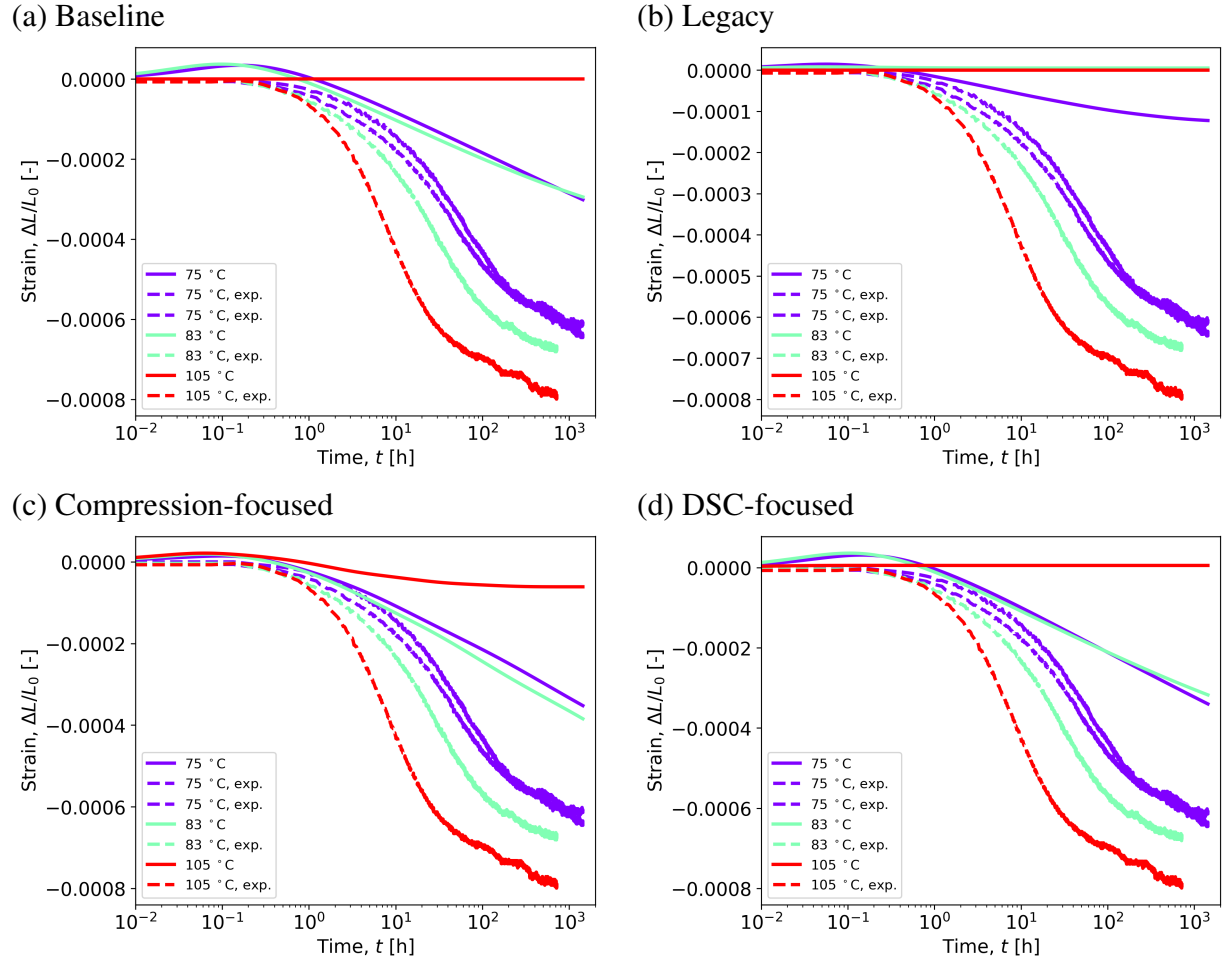 (a) Baseline
0.0000
−0.0002
−0.0004
−0.0006
−0.0008
Strain, ΔL/L₀ [-]
75 °C
75 °C, exp.
75 °C, exp.
83 °C
83 °C, exp.
105 °C
105 °C, exp.
10⁻² 10⁻¹ 10⁰ 10¹ 10² 10³
Time, t [h]
(b) Legacy
0.0000
−0.0001
−0.0002
−0.0003
−0.0004
−0.0005
−0.0006
−0.0007
−0.0008
Strain, ΔL/L₀ [-]
75 °C
75 °C, exp.
75 °C, exp.
83 °C
83 °C, exp.
105 °C
105 °C, exp.
10⁻² 10⁻¹ 10⁰ 10¹ 10² 10³
Time, t [h]
(c) Compression-focused
0.0000
−0.0002
−0.0004
−0.0006
−0.0008
Strain, ΔL/L₀ [-]
75 °C
75 °C, exp.
75 °C, exp.
83 °C
83 °C, exp.
105 °C
105 °C, exp.
10⁻² 10⁻¹ 10⁰ 10¹ 10² 10³
Time, t [h]
(d) DSC-focused
0.0000
−0.0002
−0.0004
−0.0006
−0.0008
Strain, ΔL/L₀ [-]
75 °C
75 °C, exp.
75 °C, exp.
83 °C
83 °C, exp.
105 °C
105 °C, exp.
10⁻² 10⁻¹ 10⁰ 10¹ 10² 10³
Time, t [h]